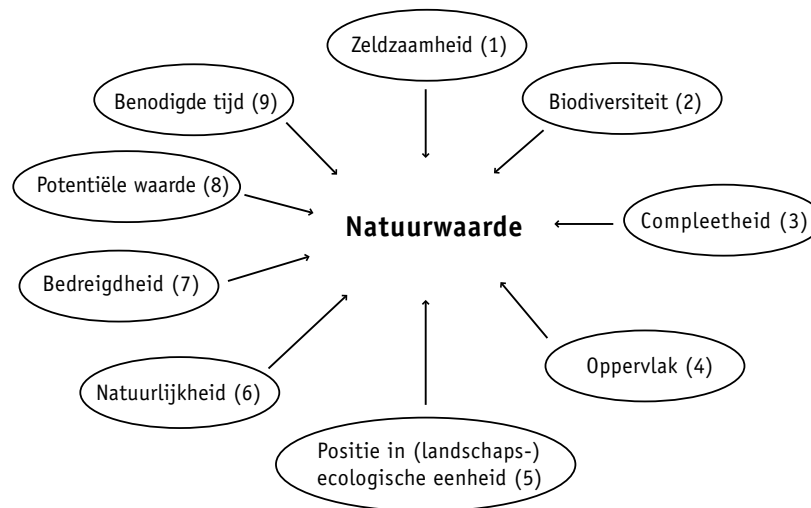 Zeldzaamheid (1)
Biodiversiteit (2)
Compleetheid (3)
Oppervlak (4)
Positie in (landschaps-)
ecologische eenheid (5)
Natuurlijkheid (6)
Bedreigdheid (7)
Potentiële waarde (8)
Benodigde tijd (9)
Natuurwaarde